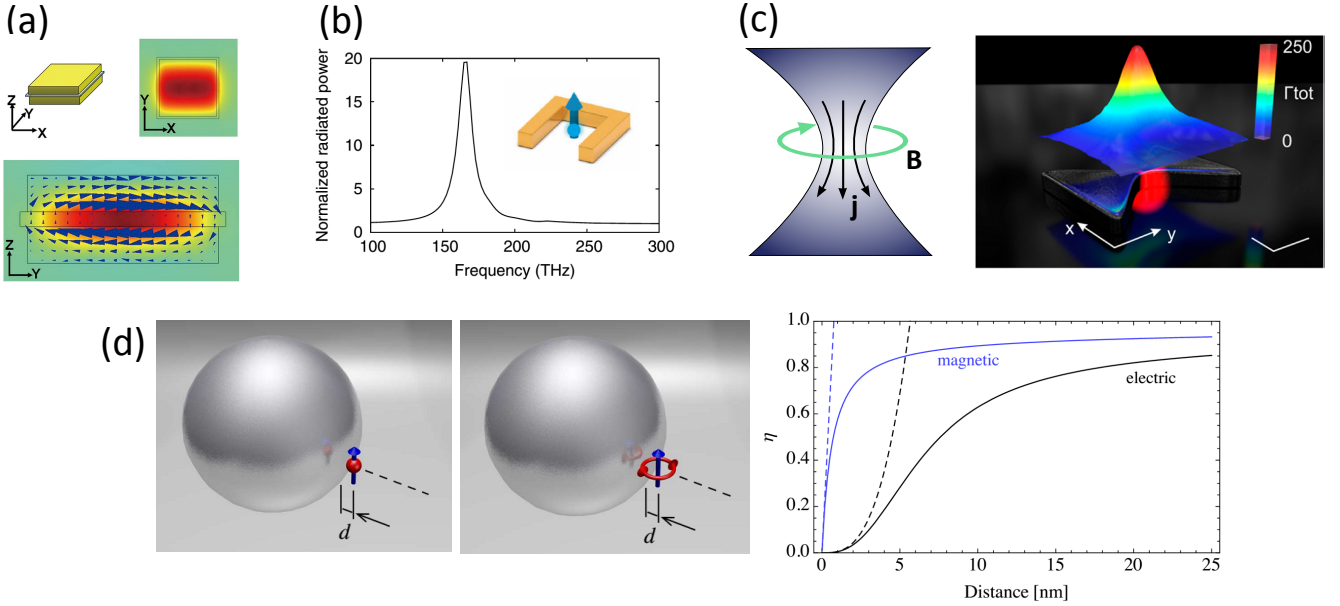 (a)
Z
Y
X
Y
X
Z
Y
(b)
Normalized radiated power
20
15
10
5
0
100
150
200
250
300
Frequency (THz)
(c)
B
j
250
Γtot
0
x
y
(d)
d
d
η
1.0
0.8
0.6
0.4
0.2
0.0
magnetic
electric
0
5
10
15
20
25
Distance [nm]